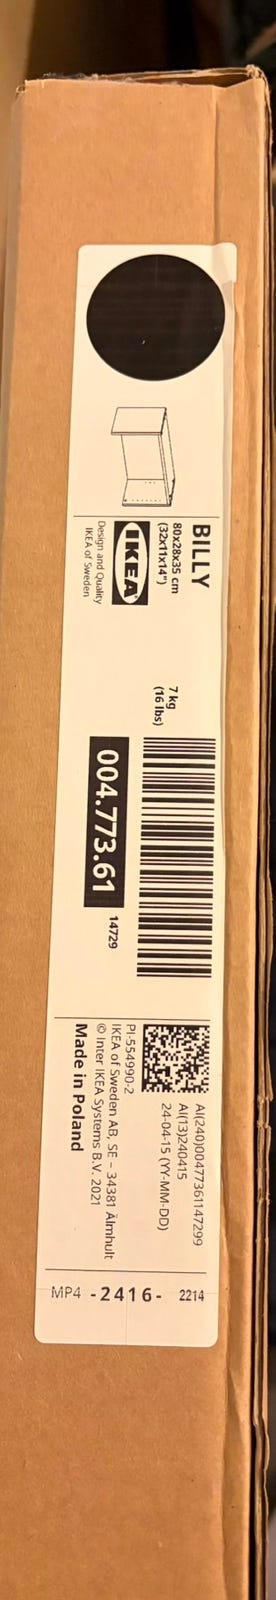 BILLY
80x28x35 cm
(32x11x14")
IKEA
Design and Quality
IKEA of Sweden
7 kg
(16 lbs)
004.773.61
14729
AI(240)00477361147299
AI(13)240415
24-04-15 (YY-MM-DD)
PI-554990-2
IKEA of Sweden AB, SE – 34381 Älmhult
© Inter IKEA Systems B.V. 2021
Made in Poland
MP4 -2416- 2214